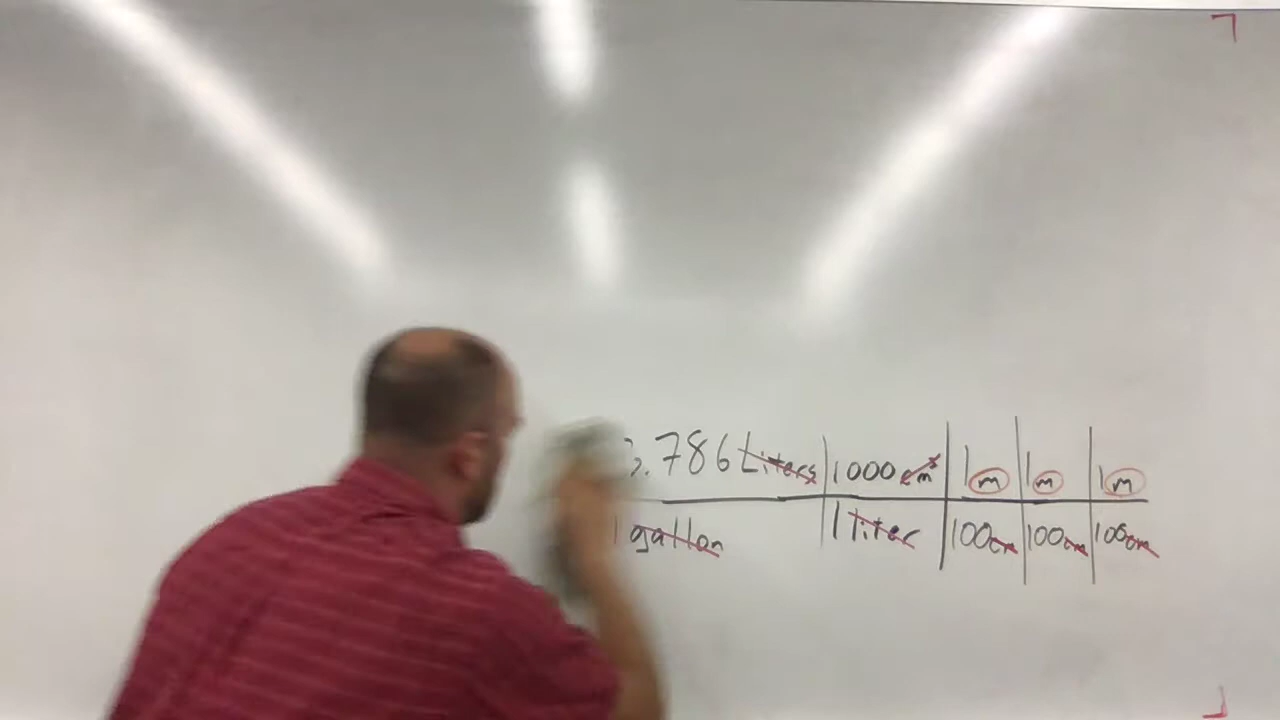 3.786 Liters | 1000 cm³ | 1 m | 1 m | 1 m
1 gallon | 1 liter | 100 cm | 100 cm | 100 cm